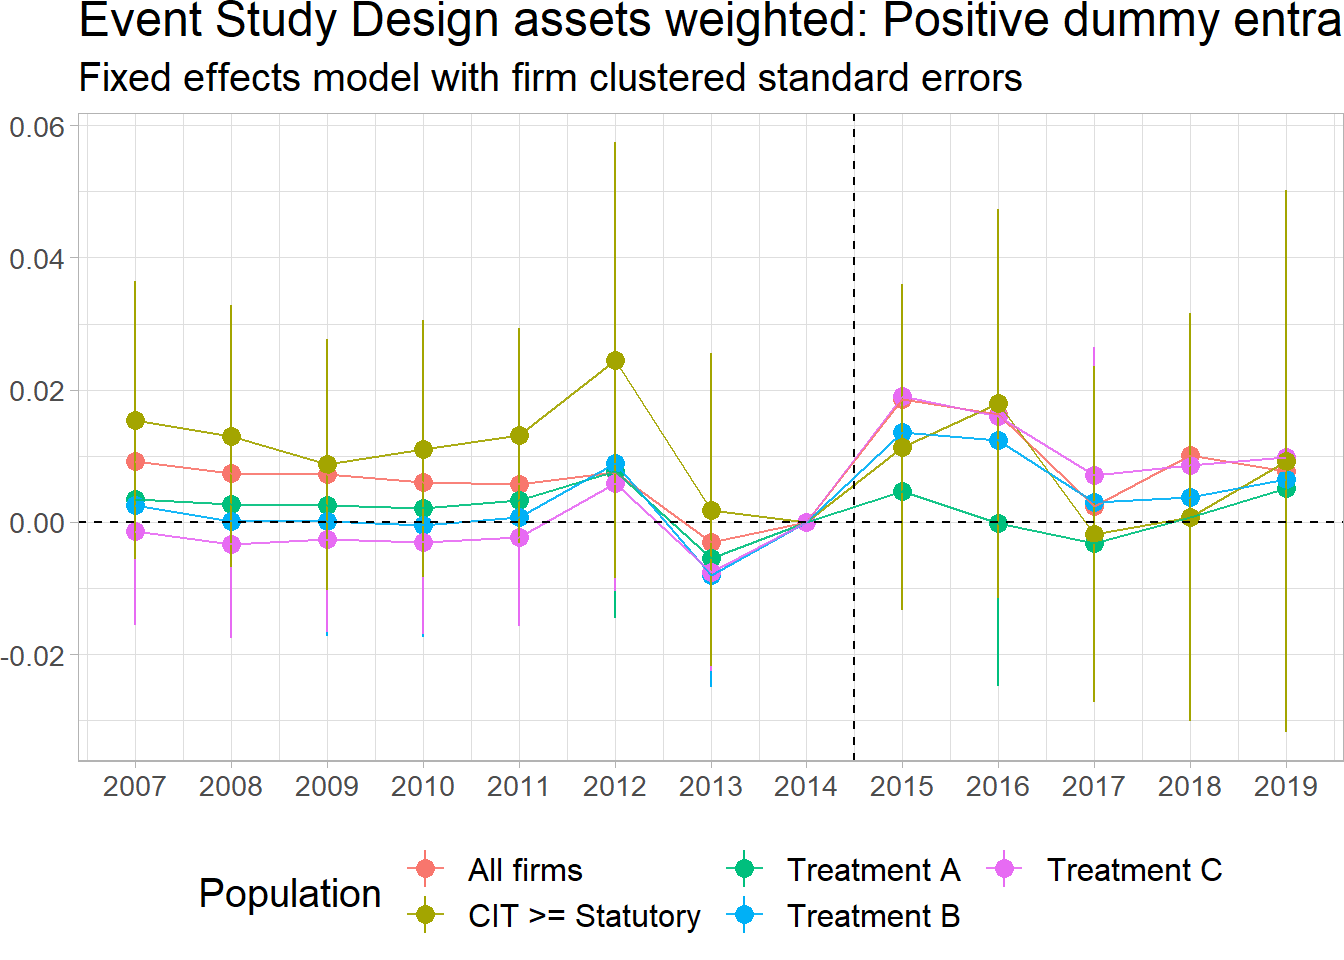 Event Study Design assets weighted: Positive dummy entra
Fixed effects model with firm clustered standard errors
0.06
0.04
0.02
0.00
-0.02
2007 2008 2009 2010 2011 2012 2013 2014 2015 2016 2017 2018 2019
Population
All firms
CIT >= Statutory
Treatment A
Treatment B
Treatment C